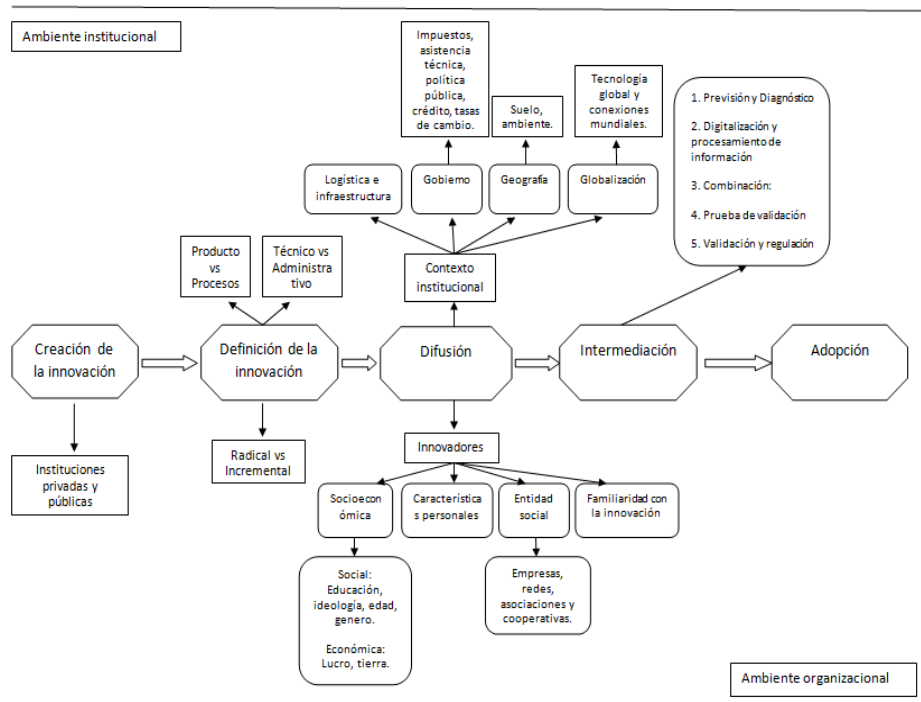 Ambiente institucional
Impuestos,
asistencia
técnica,
política
pública,
crédito, tasas
de cambio.
Suelo,
ambiente.
Tecnología
global y
conexiones
mundiales.
1. Previsión y Diagnóstico
2. Digitalización y
procesamiento de
información
3. Combinación:
4. Prueba de validación
5. Validación y regulación
Logística e
infraestructura
Gobierno
Geografía
Globalización
Producto
vs
Procesos
Técnico vs
Administra
tivo
Contexto
institucional
Creación de
la innovación
Definición de la
innovación
Difusión
Intermediación
Adopción
Instituciones
privadas y
públicas
Radical vs
Incremental
Innovadores
Socioecon
ómica
Característica
s personales
Entidad
social
Familiaridad con
la innovación
Social:
Educación,
ideología, edad,
genero.
Económica:
Lucro, tierra.
Empresas,
redes,
asociaciones y
cooperativas.
Ambiente organizacional